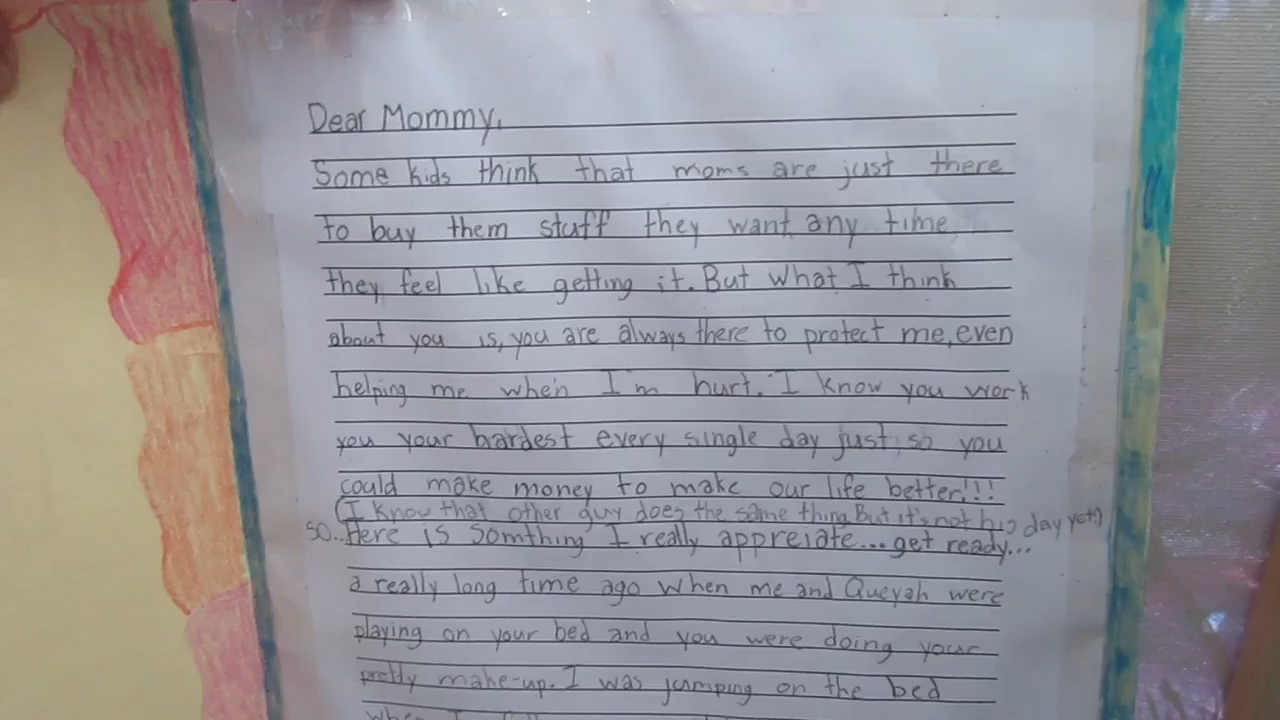 Dear Mommy,
Some kids think that moms are just there
to buy them stuff they want any time
they feel like getting it. But what I think
about you is, you are always there to protect me, even
helping me when I'm hurt. I know you work
you your hardest every single day just so you
could make money to make our life better!!!
(I know that other guy does the same thing But it's not his day yet!)
so.. Here is somthing I really appreiate... get ready...
a really long time ago when me and Queyah were
playing on your bed and you were doing your
pretty make-up. I was jumping on the bed
when I